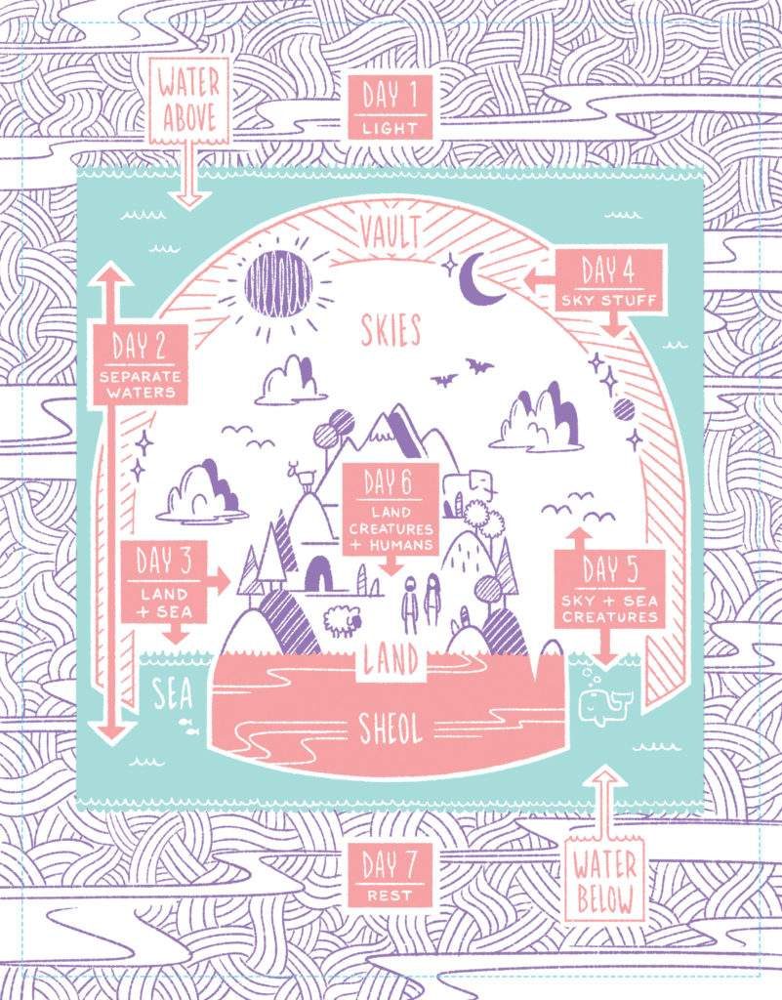 WATER
ABOVE
DAY 1
LIGHT
VAULT
DAY 4
SKY STUFF
SKIES
DAY 2
SEPARATE
WATERS
DAY 6
LAND
CREATURES
+ HUMANS
DAY 3
LAND
+ SEA
DAY 5
SKY + SEA
CREATURES
LAND
SEA
SHEOL
DAY 7
REST
WATER
BELOW